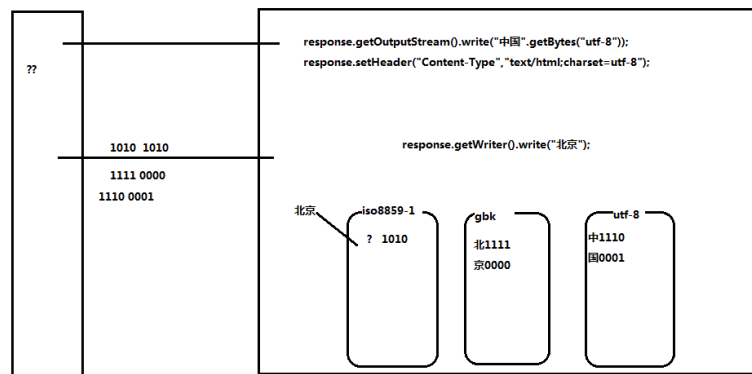 response.getOutputStream().write("中国".getBytes("utf-8"));
response.setHeader("Content-Type","text/html;charset=utf-8");
??
1010 1010
response.getWriter().write("北京");
1111 0000
1110 0001
北京
iso8859-1
gbk
utf-8
? 1010
北1111
京0000
中1110
国0001